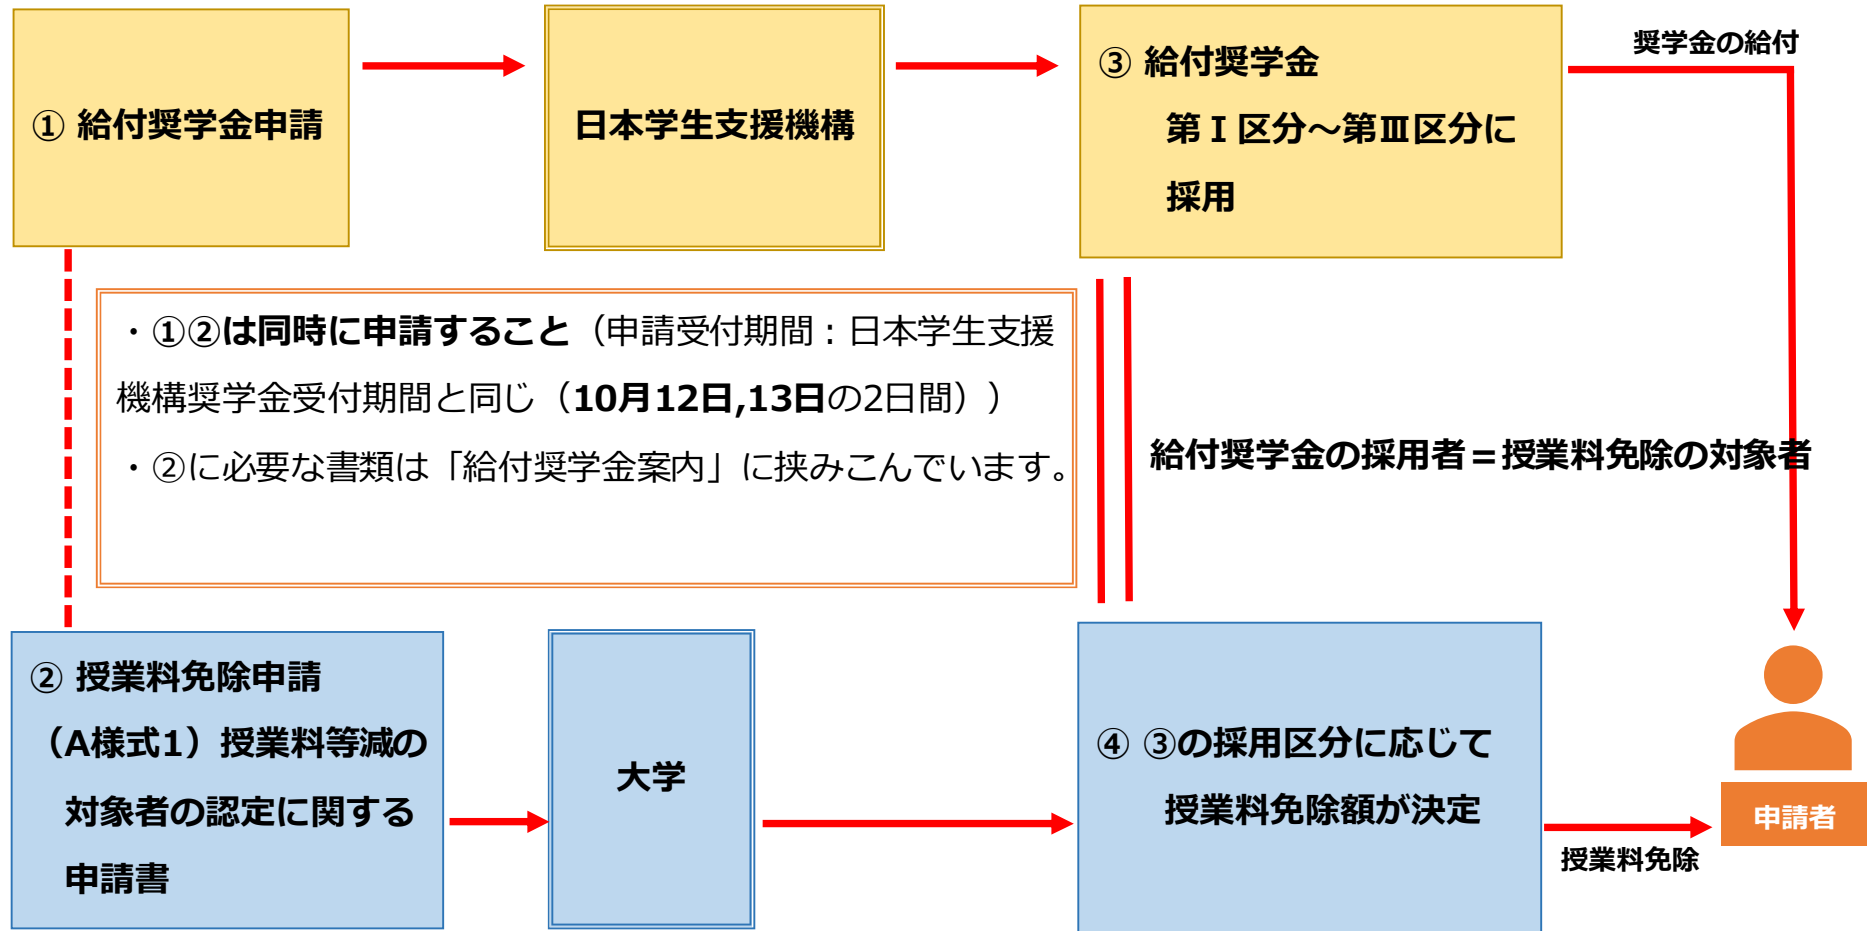 ① 給付奨学金申請
日本学生支援機構
③ 給付奨学金
第Ⅰ区分～第Ⅲ区分に
採用
奨学金の給付
・①②は同時に申請すること（申請受付期間：日本学生支援
機構奨学金受付期間と同じ（10月12日,13日の2日間））
・②に必要な書類は「給付奨学金案内」に挟みこんでいます。
給付奨学金の採用者＝授業料免除の対象者
② 授業料免除申請
（A様式1）授業料等減の
対象者の認定に関する
申請書
大学
④ ③の採用区分に応じて
授業料免除額が決定
授業料免除
申請者